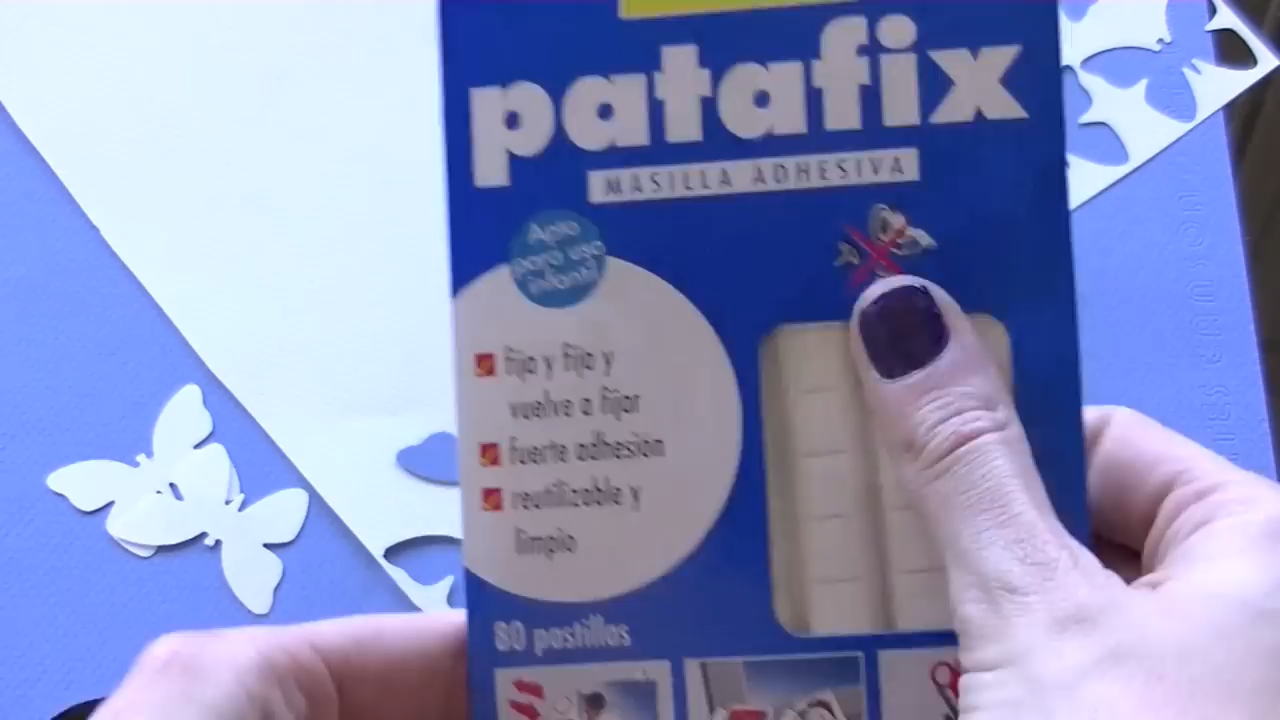 patafix
MASILLA ADHESIVA
Apto
para uso
infantil
fija y fija y
vuelve a fijar
fuerte adhesión
reutilizable y
limpio
80 pastillas